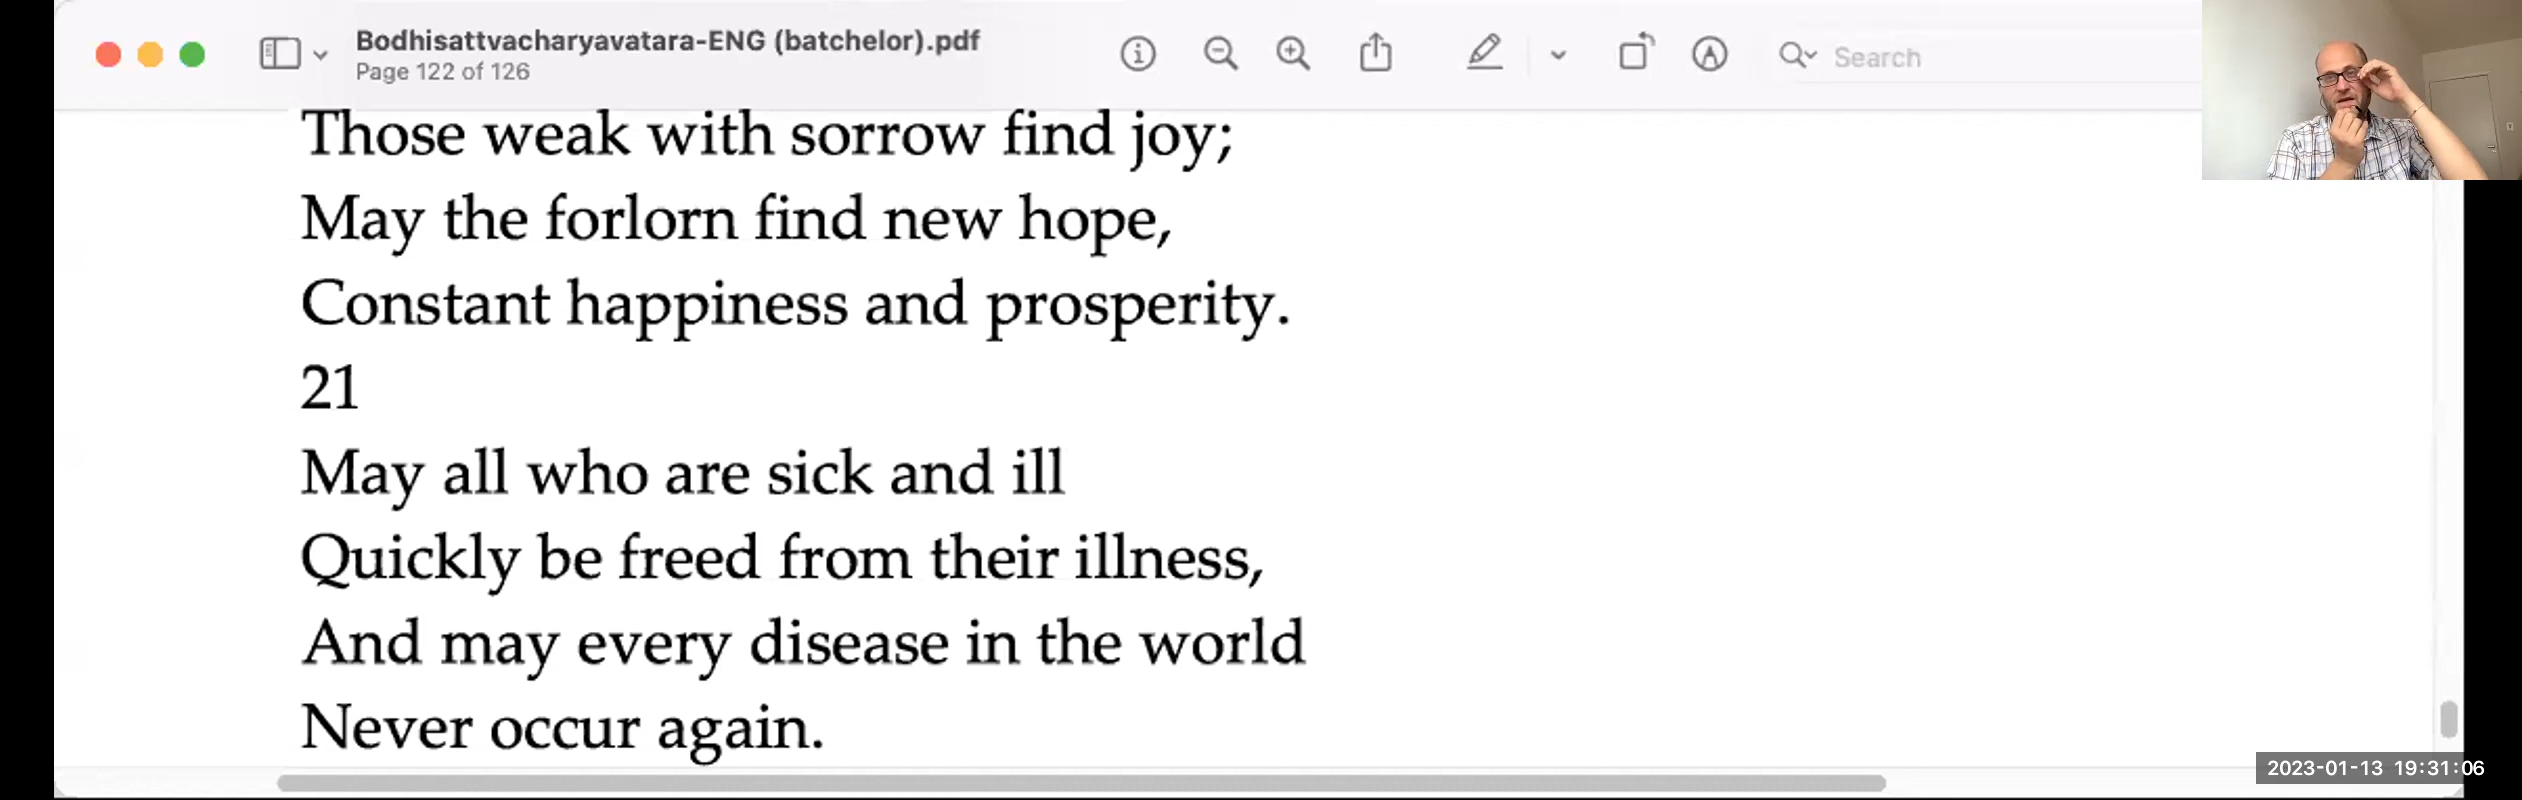 Bodhisattvacharyavatara-ENG (batchelor).pdf
Page 122 of 126
Search
Those weak with sorrow find joy;
May the forlorn find new hope,
Constant happiness and prosperity.
21
May all who are sick and ill
Quickly be freed from their illness,
And may every disease in the world
Never occur again.
2023-01-13 19:31:06